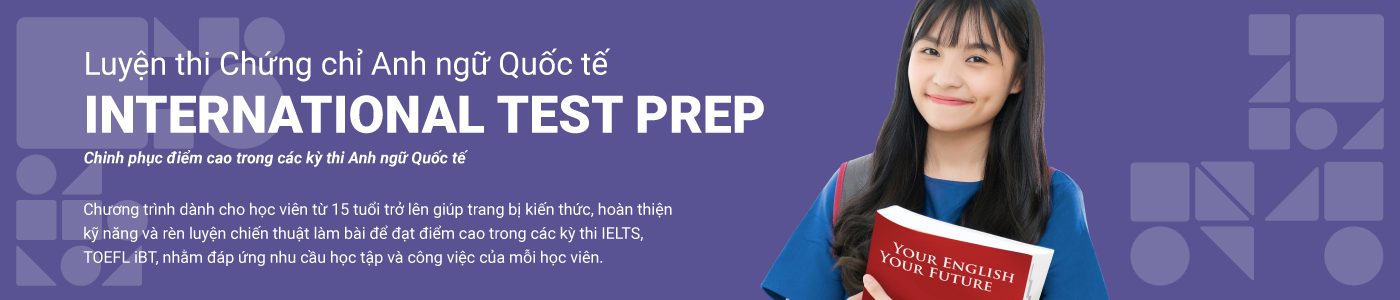 Luyện thi Chứng chỉ Anh ngữ Quốc tế
INTERNATIONAL TEST PREP
Chinh phục điểm cao trong các kỳ thi Anh ngữ Quốc tế
Chương trình dành cho học viên từ 15 tuổi trở lên giúp trang bị kiến thức, hoàn thiện
kỹ năng và rèn luyện chiến thuật làm bài để đạt điểm cao trong các kỳ thi IELTS,
TOEFL iBT, nhằm đáp ứng nhu cầu học tập và công việc của mỗi học viên.
YOUR ENGLISH
YOUR FUTURE